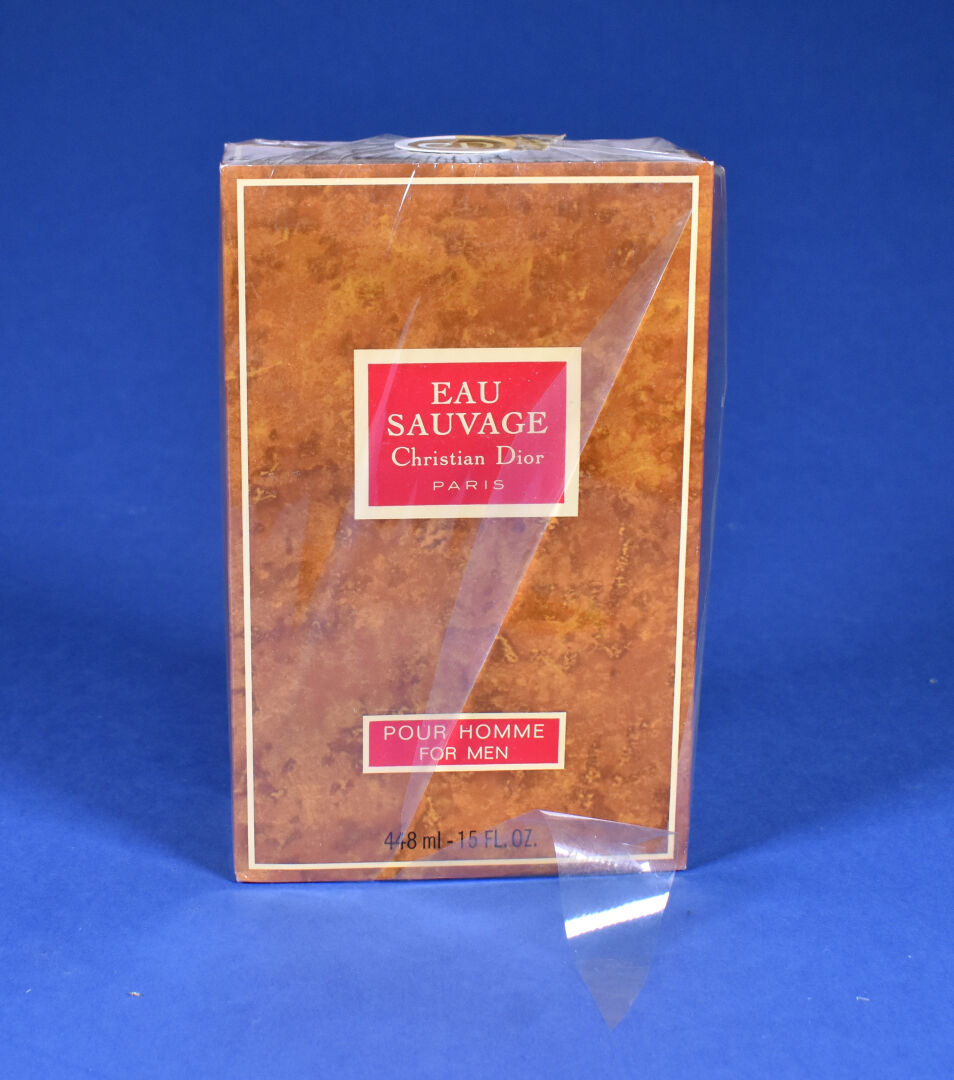 EAU
SAUVAGE
Christian Dior
PARIS
POUR HOMME
FOR MEN
448 ml - 15 FL. OZ.